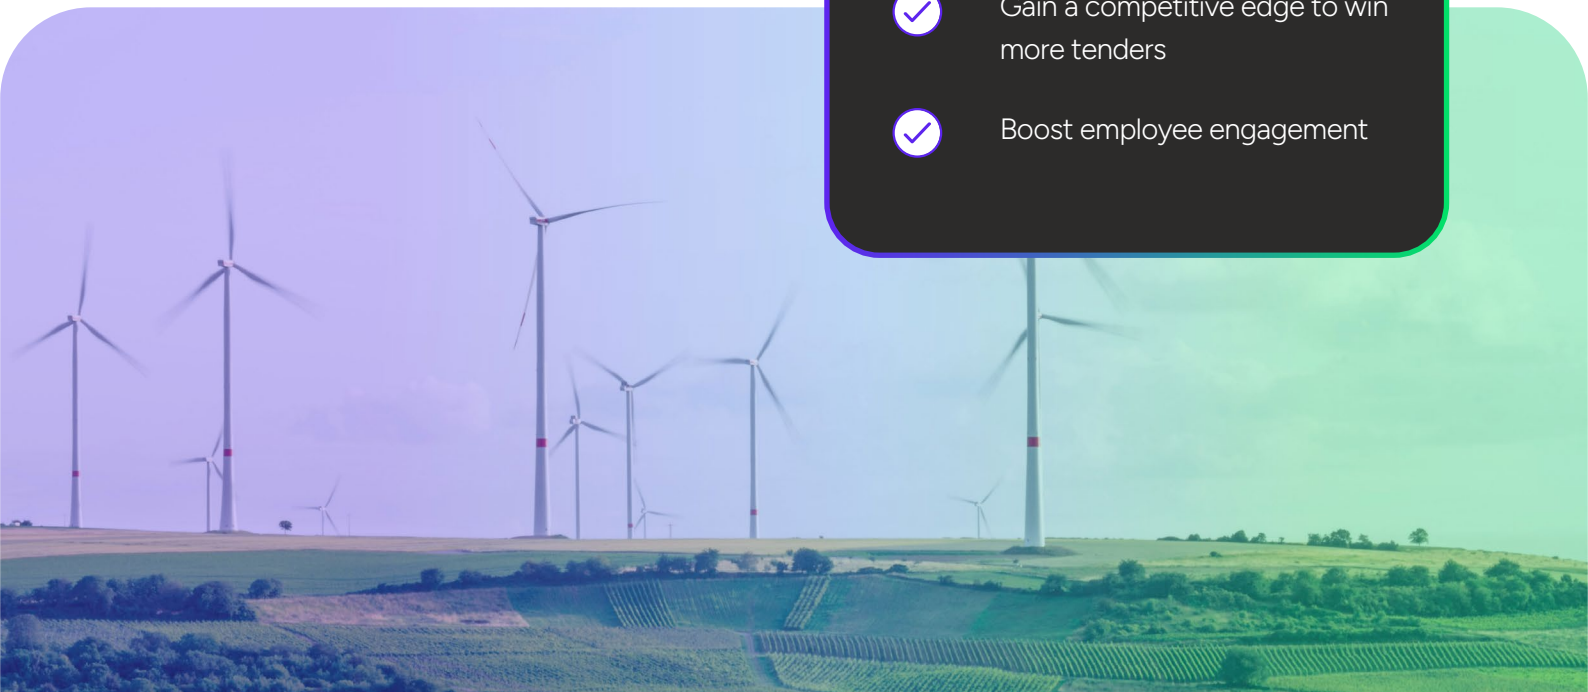 Gain a competitive edge to win
more tenders
Boost employee engagement